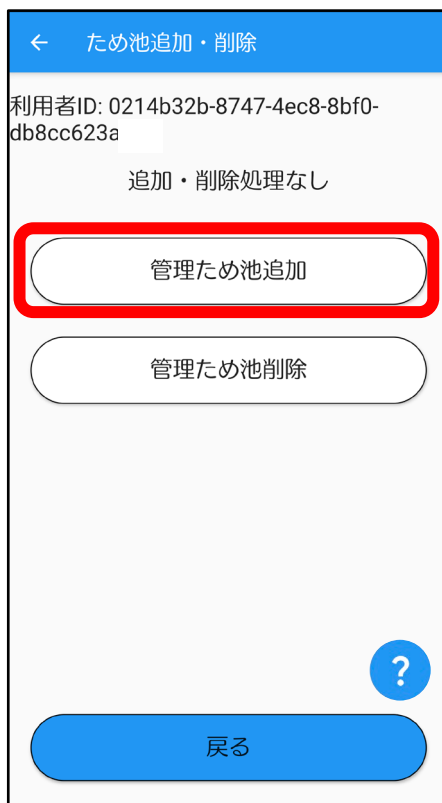 ← ため池追加・削除
利用者ID: 0214b32b-8747-4ec8-8bf0-
db8cc623a
追加・削除処理なし
管理ため池追加
管理ため池削除
?
戻る